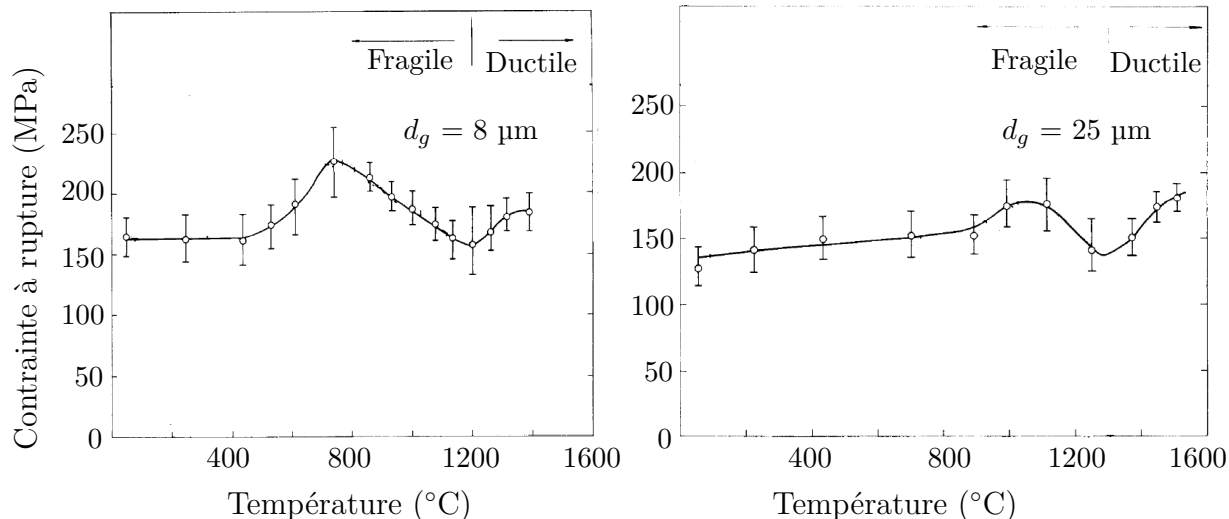 Fragile Ductile
d_g = 8 µm
Contrainte à rupture (MPa)
250
200
150
100
50
0
400 800 1200 1600
Température (°C)
Fragile Ductile
d_g = 25 µm
250
200
150
100
50
0
400 800 1200 1600
Température (°C)